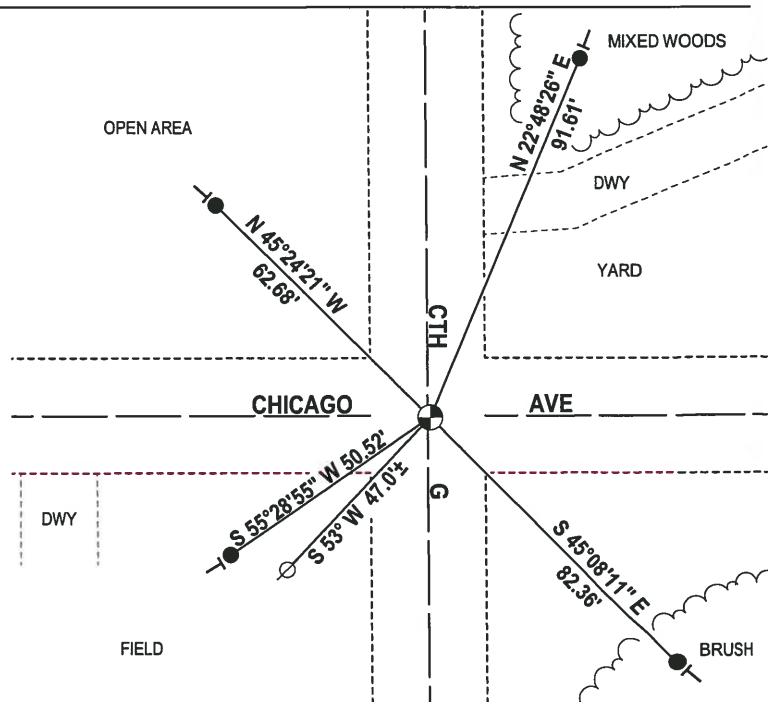 MIXED WOODS
OPEN AREA
N 22°48'26" E
91.61'
DWY
N 45°24'21" W
62.68'
YARD
CTH
CHICAGO AVE
S 55°28'55" W 50.52'
S 53° W 47.0'±
G
DWY
S 45°08'11" E
82.36'
FIELD
BRUSH